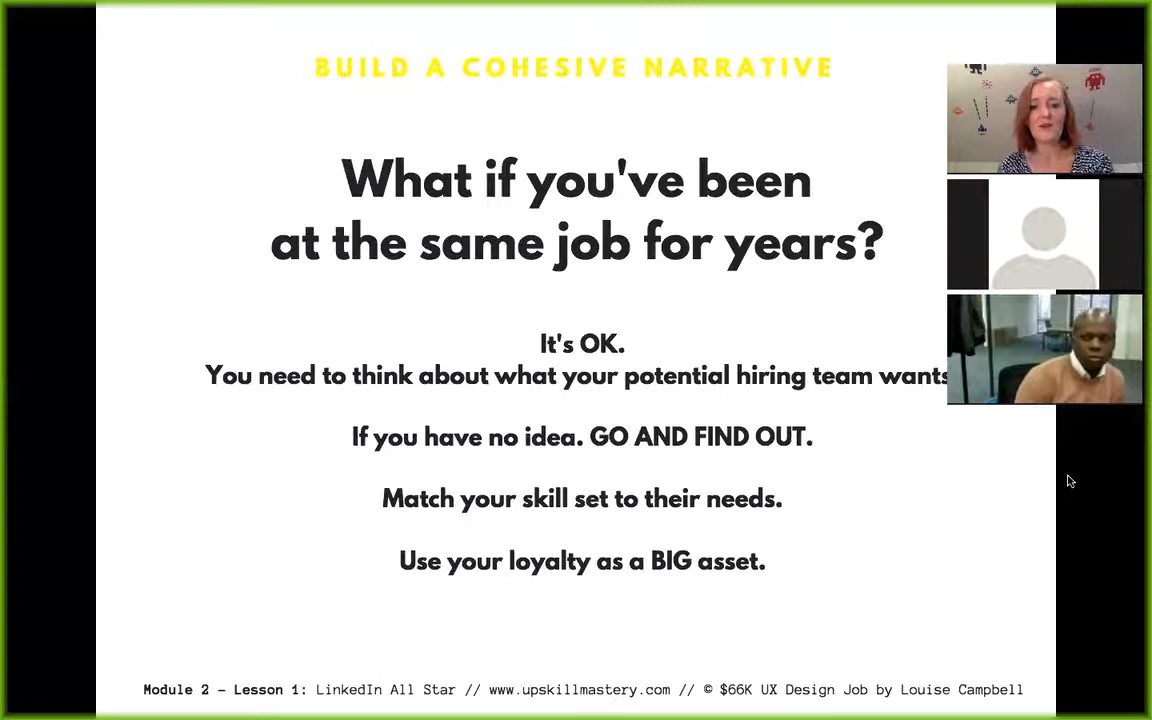 BUILD A COHESIVE NARRATIVE
What if you've been
at the same job for years?
It's OK.
You need to think about what your potential hiring team wants
If you have no idea. GO AND FIND OUT.
Match your skill set to their needs.
Use your loyalty as a BIG asset.
Module 2 – Lesson 1: LinkedIn All Star // www.upskillmastery.com // © $66K UX Design Job by Louise Campbell